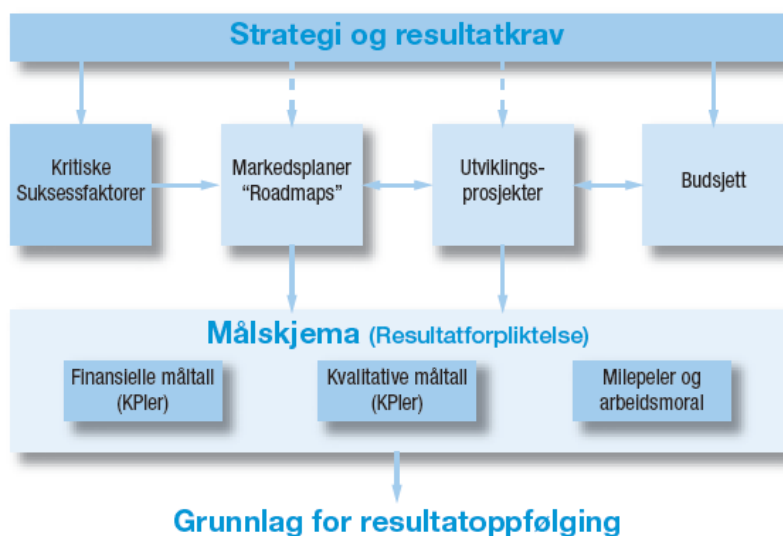 Strategi og resultatkrav
Kritiske
Suksessfaktorer
Markedsplaner
“Roadmaps”
Utviklings-
prosjekter
Budsjett
Målskjema (Resultatforpliktelse)
Finansielle måltall
(KPIer)
Kvalitative måltall
(KPIer)
Milepeler og
arbeidsmoral
Grunnlag for resultatoppfølging